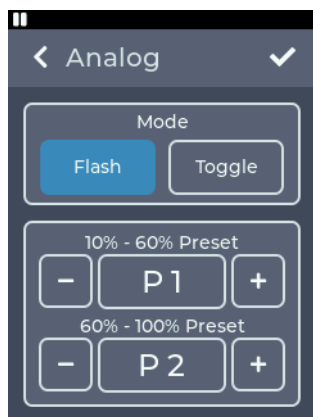 Analog
Mode
Flash Toggle
10% - 60% Preset
- P 1 +
60% - 100% Preset
- P 2 +